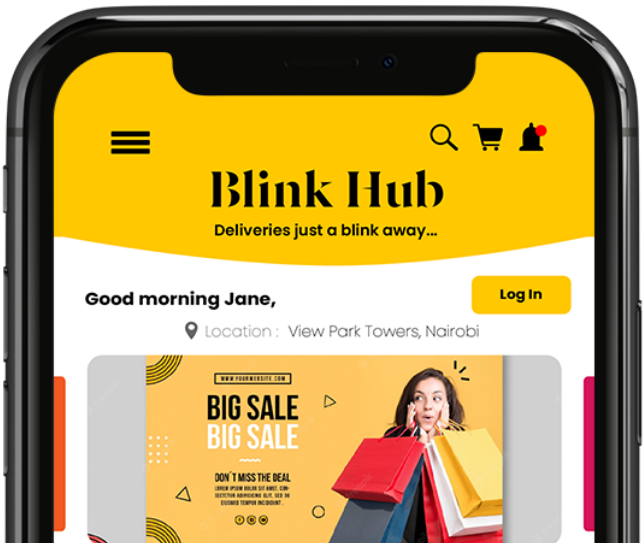 Blink Hub
Deliveries just a blink away...
Good morning Jane,
Log In
Location : View Park Towers, Nairobi
WWW.YOURWEBSITE.COM
BIG SALE
BIG SALE
DON´T MISS THE DEAL
LOREM IPSUM DOLOR SIT AMET, CON-
SECTETUR ADIPISCING ELIT, SED DO
EIUSMOD TEMPOR INCIDIDUNT.